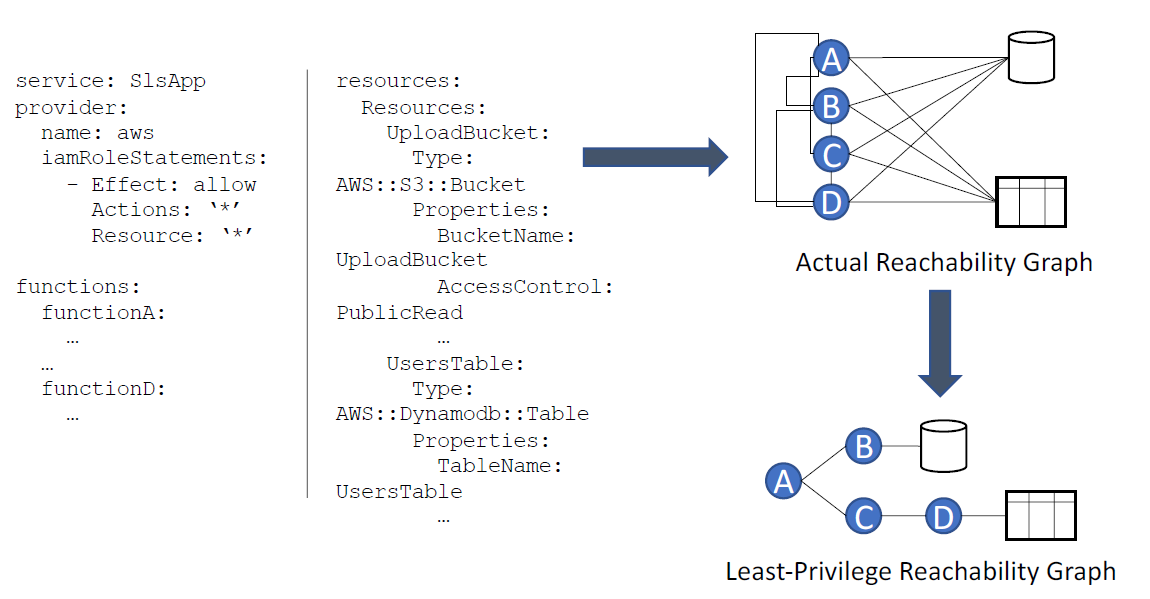 service: SlsApp
provider:
  name: aws
  iamRoleStatements:
    - Effect: allow
      Actions: ‘*’
      Resource: ‘*’

functions:
  functionA:
    …
  …
  functionD:
    …
resources:
  Resources:
    UploadBucket:
      Type:
AWS::S3::Bucket
      Properties:
        BucketName:
UploadBucket
        AccessControl:
PublicRead
        …
    UsersTable:
      Type:
AWS::Dynamodb::Table
      Properties:
        TableName:
UsersTable
        …
A
B
C
D
Actual Reachability Graph
B
A
C D
Least-Privilege Reachability Graph